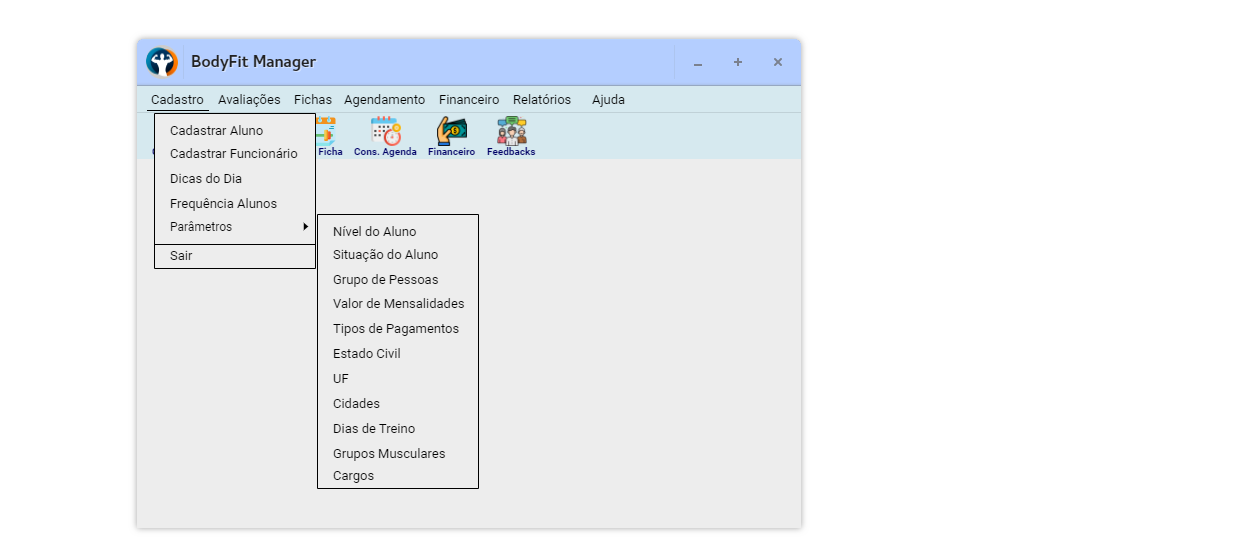 BodyFit Manager
Cadastro Avaliações Fichas Agendamento Financeiro Relatórios Ajuda
Ficha Cons. Agenda Financeiro Feedbacks
Cadastrar Aluno
Cadastrar Funcionário
Dicas do Dia
Frequência Alunos
Parâmetros
Sair
Nível do Aluno
Situação do Aluno
Grupo de Pessoas
Valor de Mensalidades
Tipos de Pagamentos
Estado Civil
UF
Cidades
Dias de Treino
Grupos Musculares
Cargos